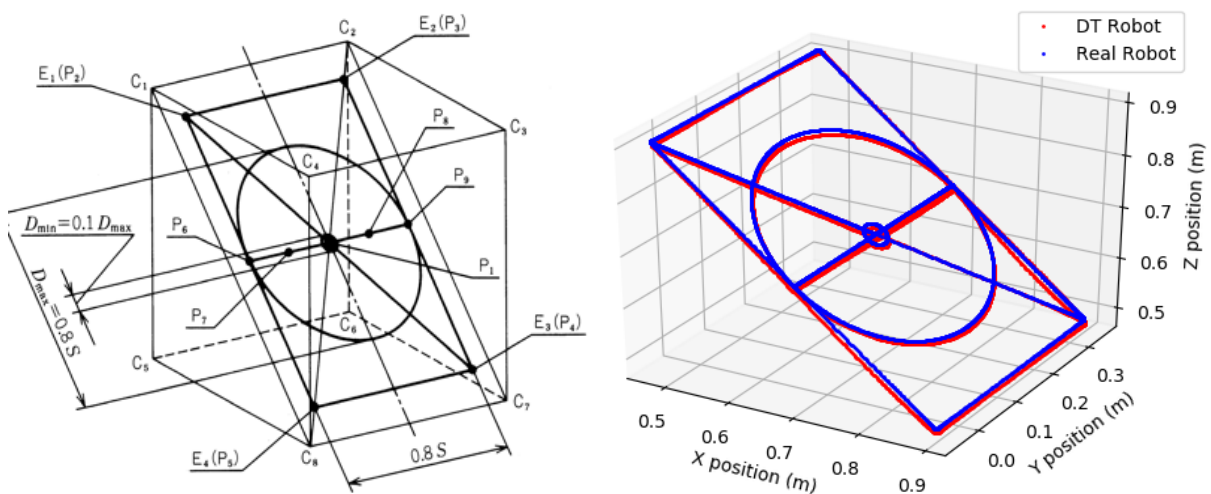 C₂
E₂(P₃)
E₁(P₂)
C₁
P₈
C₃
C₄
P₉
Dmin=0.1 Dmax
P₆
P₁
Dmax=0.8 S
P₇
C₆
E₃(P₄)
C₅
C₇
E₄(P₅)
C₈
0.8 S
DT Robot
Real Robot
0.9
0.8
0.7
0.6
0.5
Z position (m)
0.3
0.2
0.1
0.0
Y position (m)
0.5
0.6
0.7
0.8
0.9
X position (m)